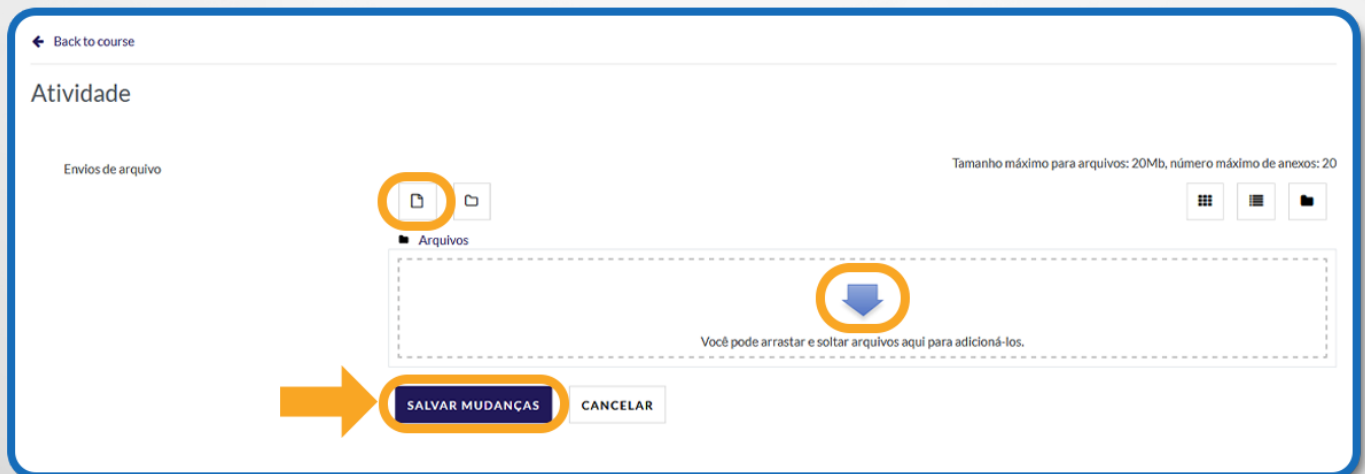 Back to course
Atividade
Envios de arquivo
Tamanho máximo para arquivos: 20Mb, número máximo de anexos: 20
Arquivos
Você pode arrastar e soltar arquivos aqui para adicioná-los.
SALVAR MUDANÇAS CANCELAR